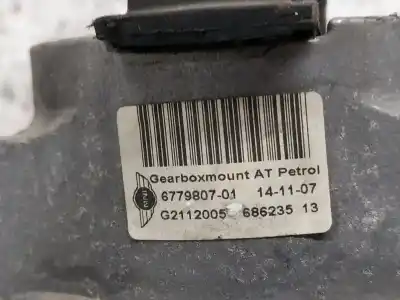 Gearboxmount AT Petrol
6779807-01 14-11-07
G2112005 686235 13